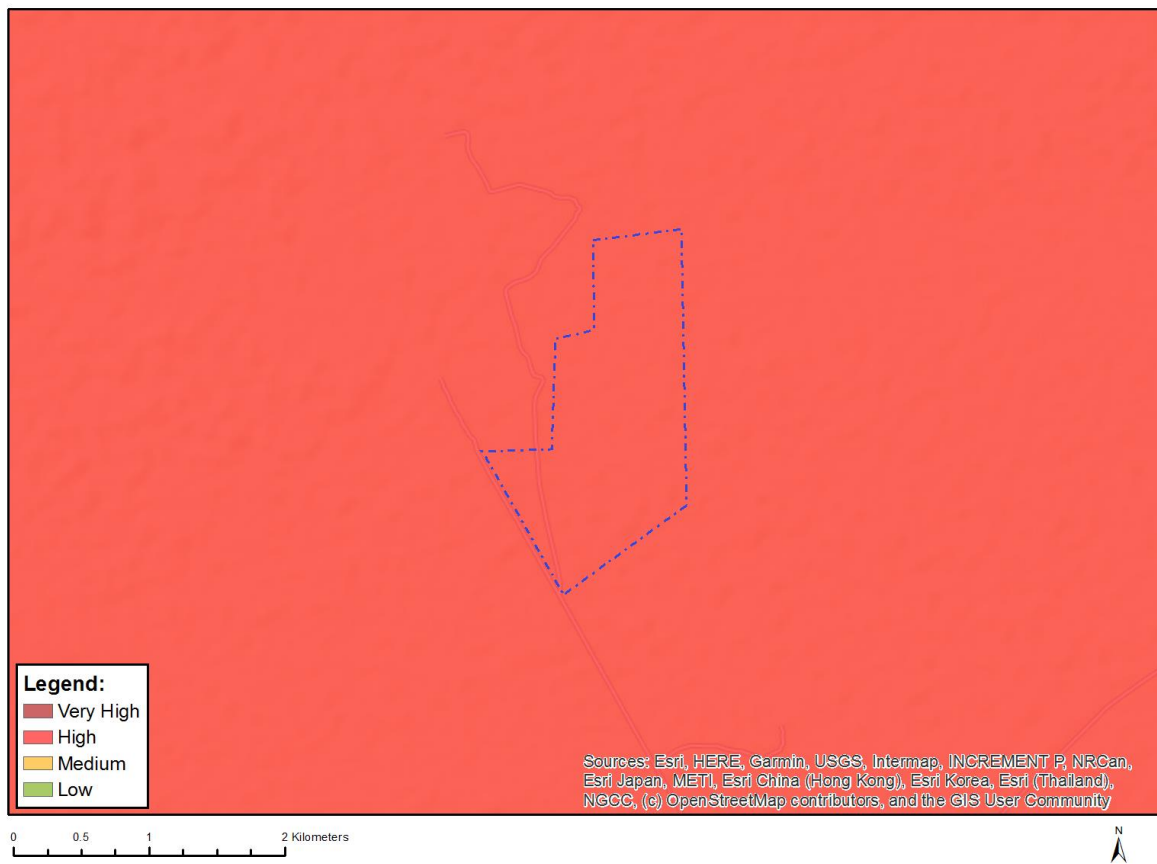 Legend:
Very High
High
Medium
Low
Sources: Esri, HERE, Garmin, USGS, Intermap, INCREMENT P, NRCan,
Esri Japan, METI, Esri China (Hong Kong), Esri Korea, Esri (Thailand),
NGCC, (c) OpenStreetMap contributors, and the GIS User Community
0 0.5 1 2 Kilometers
N